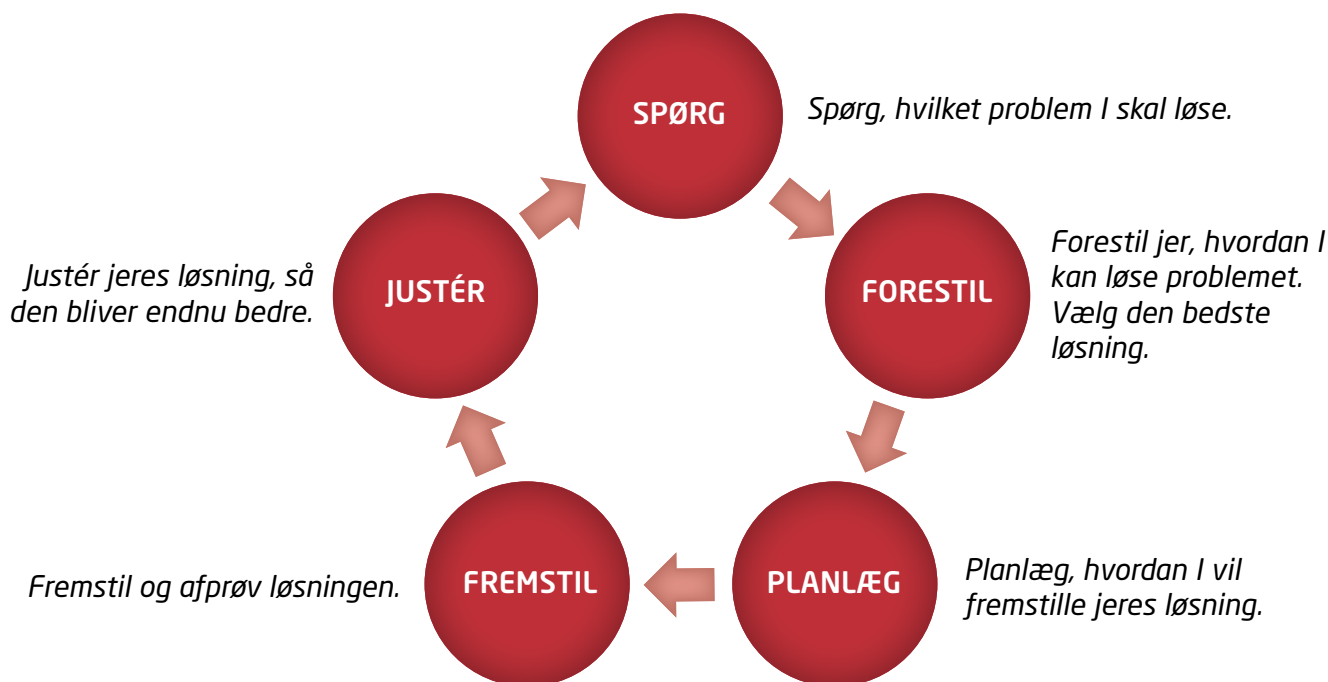 SPØRG
Spørg, hvilket problem I skal løse.
FORESTIL
Forestil jer, hvordan I
kan løse problemet.
Vælg den bedste
løsning.
PLANLÆG
Planlæg, hvordan I vil
fremstille jeres løsning.
FREMSTIL
Fremstil og afprøv løsningen.
JUSTÉR
Justér jeres løsning, så
den bliver endnu bedre.